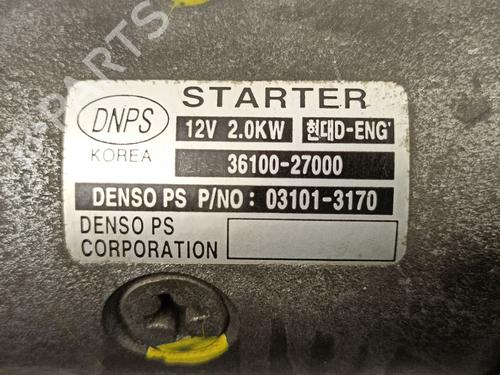 PARTS
STARTER
DNPS
KOREA
12V 2.0KW 현대D-ENG'
36100-27000
DENSO PS P/NO: 03101-3170
DENSO PS
CORPORATION